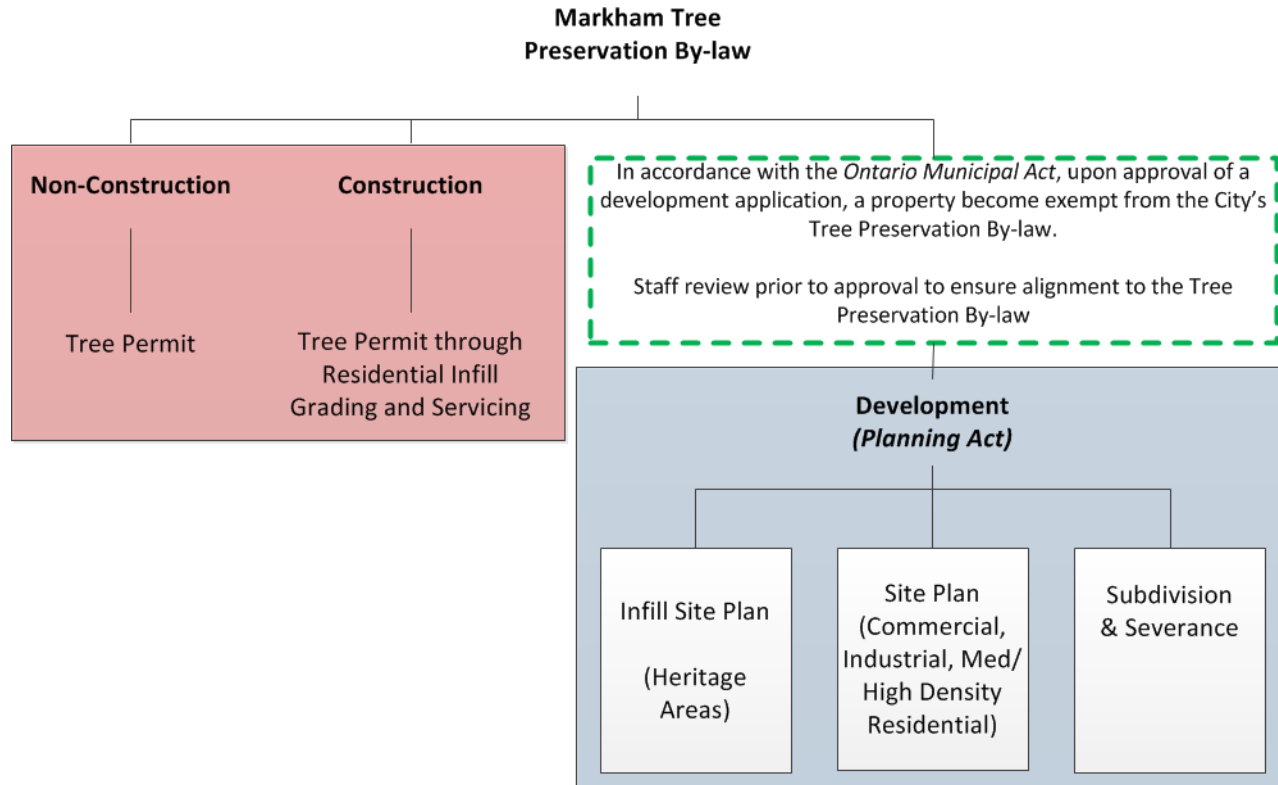 Markham Tree
Preservation By-law
Non-Construction
Tree Permit
Construction
Tree Permit through
Residential Infill
Grading and Servicing
In accordance with the Ontario Municipal Act, upon approval of a
development application, a property become exempt from the City's
Tree Preservation By-law.
Staff review prior to approval to ensure alignment to the Tree
Preservation By-law
Development
(Planning Act)
Infill Site Plan
(Heritage
Areas)
Site Plan
(Commercial,
Industrial, Med/
High Density
Residential)
Subdivision
& Severance